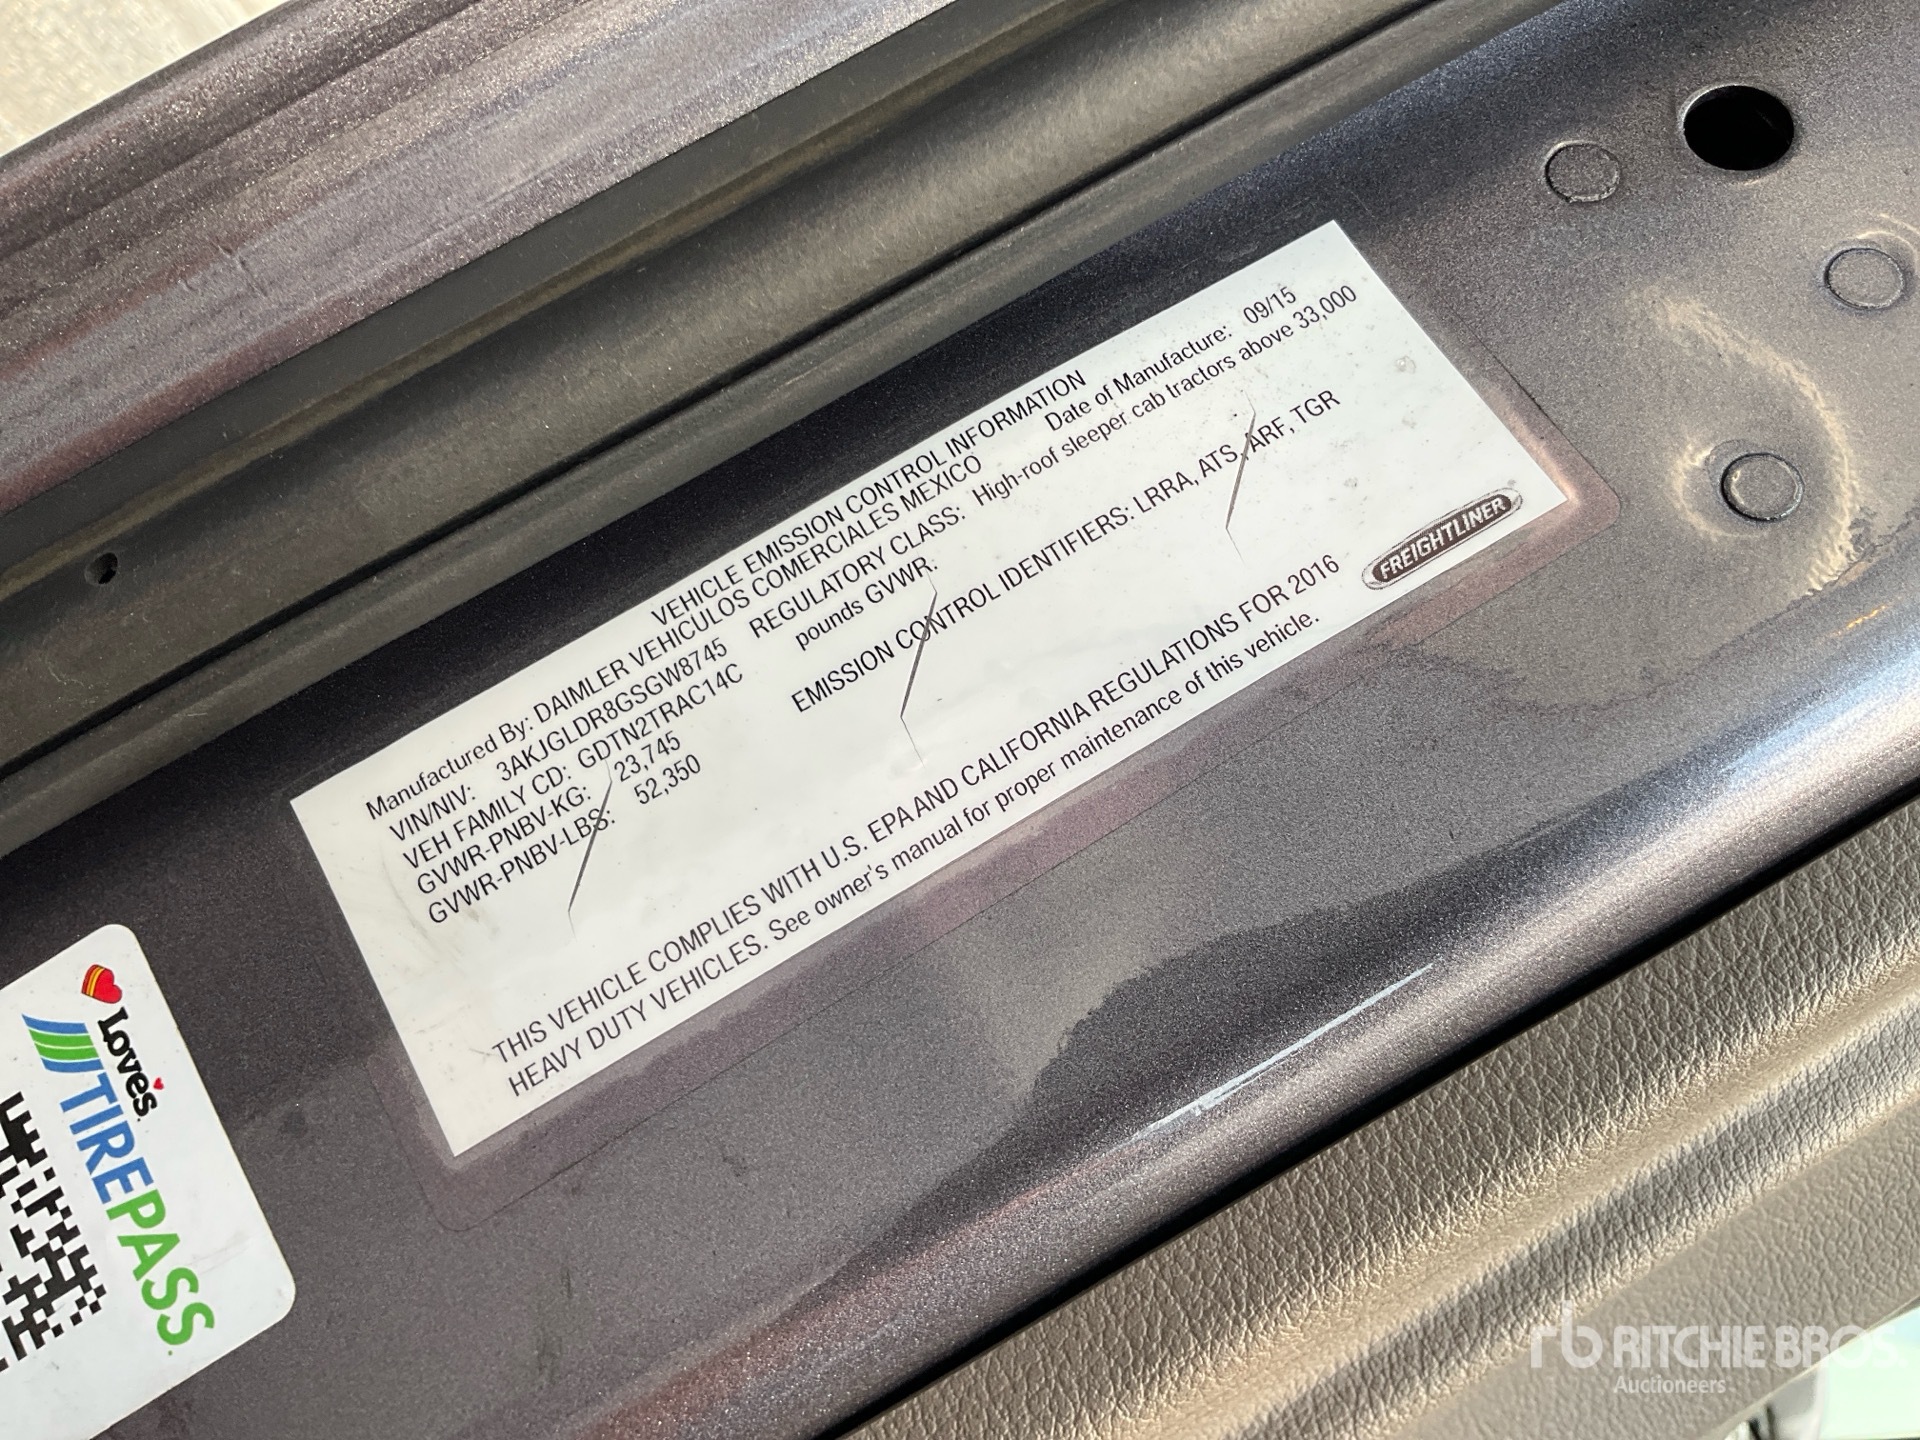 VEHICLE EMISSION CONTROL INFORMATION
Manufactured By: DAIMLER VEHICULOS COMERCIALES MEXICO Date of Manufacture: 09/15
VIN/NIV: 3AKJGLDR8GSGW8745 REGULATORY CLASS: High-roof sleeper cab tractors above 33,000
VEH FAMILY CD: GDTN2TRAC14C pounds GVWR.
GVWR-PNBV-KG: 23,745
GVWR-PNBV-LBS: 52,350 EMISSION CONTROL IDENTIFIERS: LRRA, ATS, ARF, TGR
THIS VEHICLE COMPLIES WITH U.S. EPA AND CALIFORNIA REGULATIONS FOR 2016
HEAVY DUTY VEHICLES. See owner's manual for proper maintenance of this vehicle.
FREIGHTLINER
Love's
TIREPASS
rb RITCHIE BROS.
Auctioneers